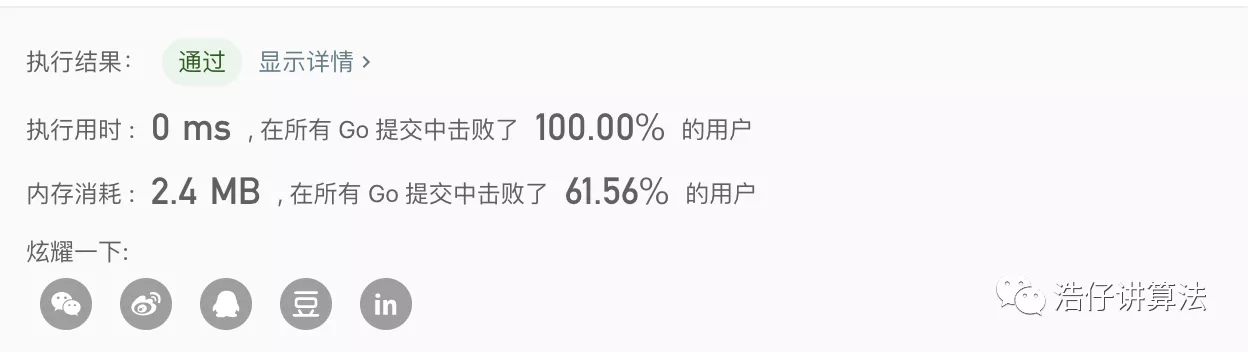 执行结果： 通过 显示详情 ›
执行用时： 0 ms ，在所有 Go 提交中击败了 100.00% 的用户
内存消耗： 2.4 MB ，在所有 Go 提交中击败了 61.56% 的用户
炫耀一下:
豆 in
浩仔讲算法